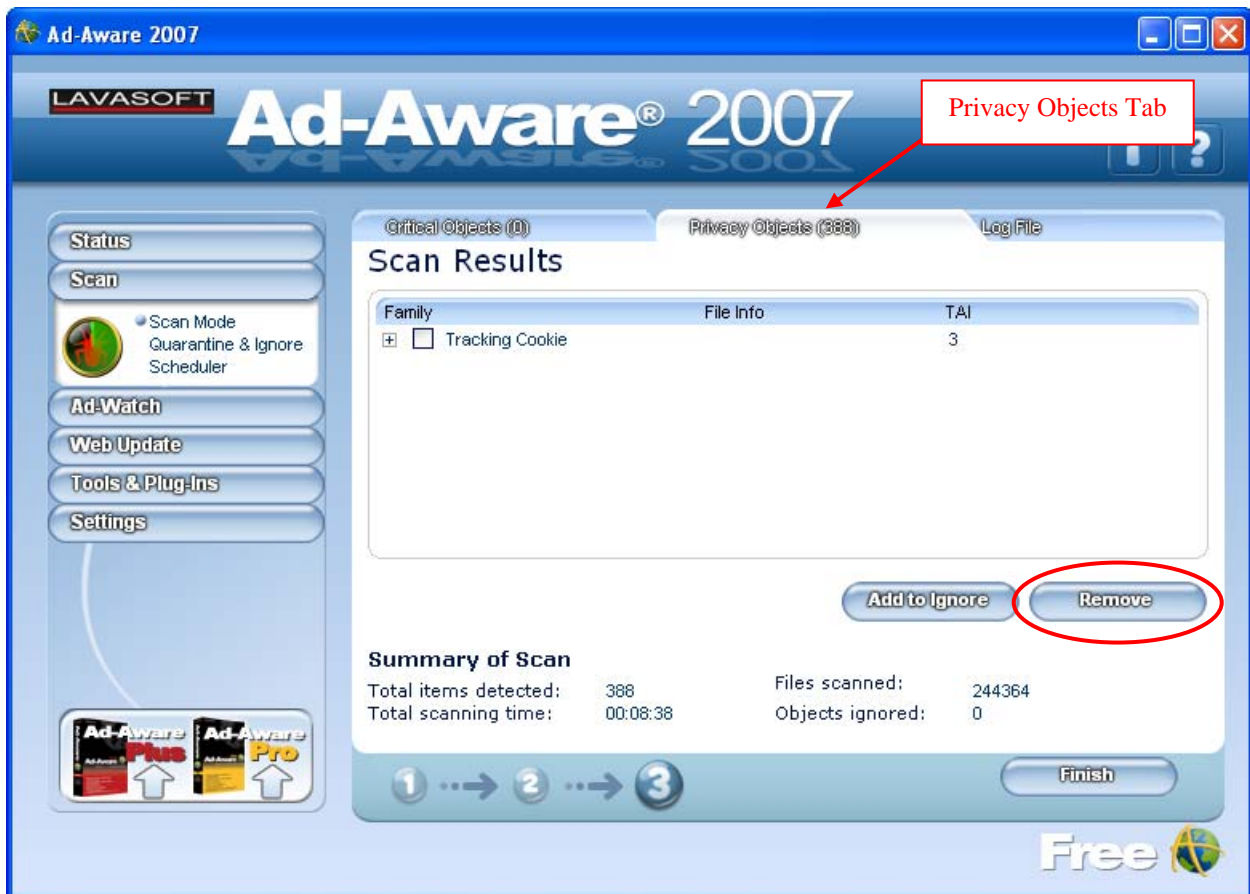 Ad-Aware 2007
LAVASOFT
Ad-Aware® 2007
Privacy Objects Tab
i ?
Status
Scan
Scan Mode
Quarantine & Ignore
Scheduler
Ad-Watch
Web Update
Tools & Plug-Ins
Settings
Ad-Aware Plus
Ad-Aware Pro
Critical Objects (0) Privacy Objects (388) Log File
Scan Results
Family File Info TAI
Tracking Cookie 3
Add to Ignore Remove
Summary of Scan
Total items detected: 388 Files scanned: 244364
Total scanning time: 00:08:38 Objects ignored: 0
1 2 3
Finish
Free